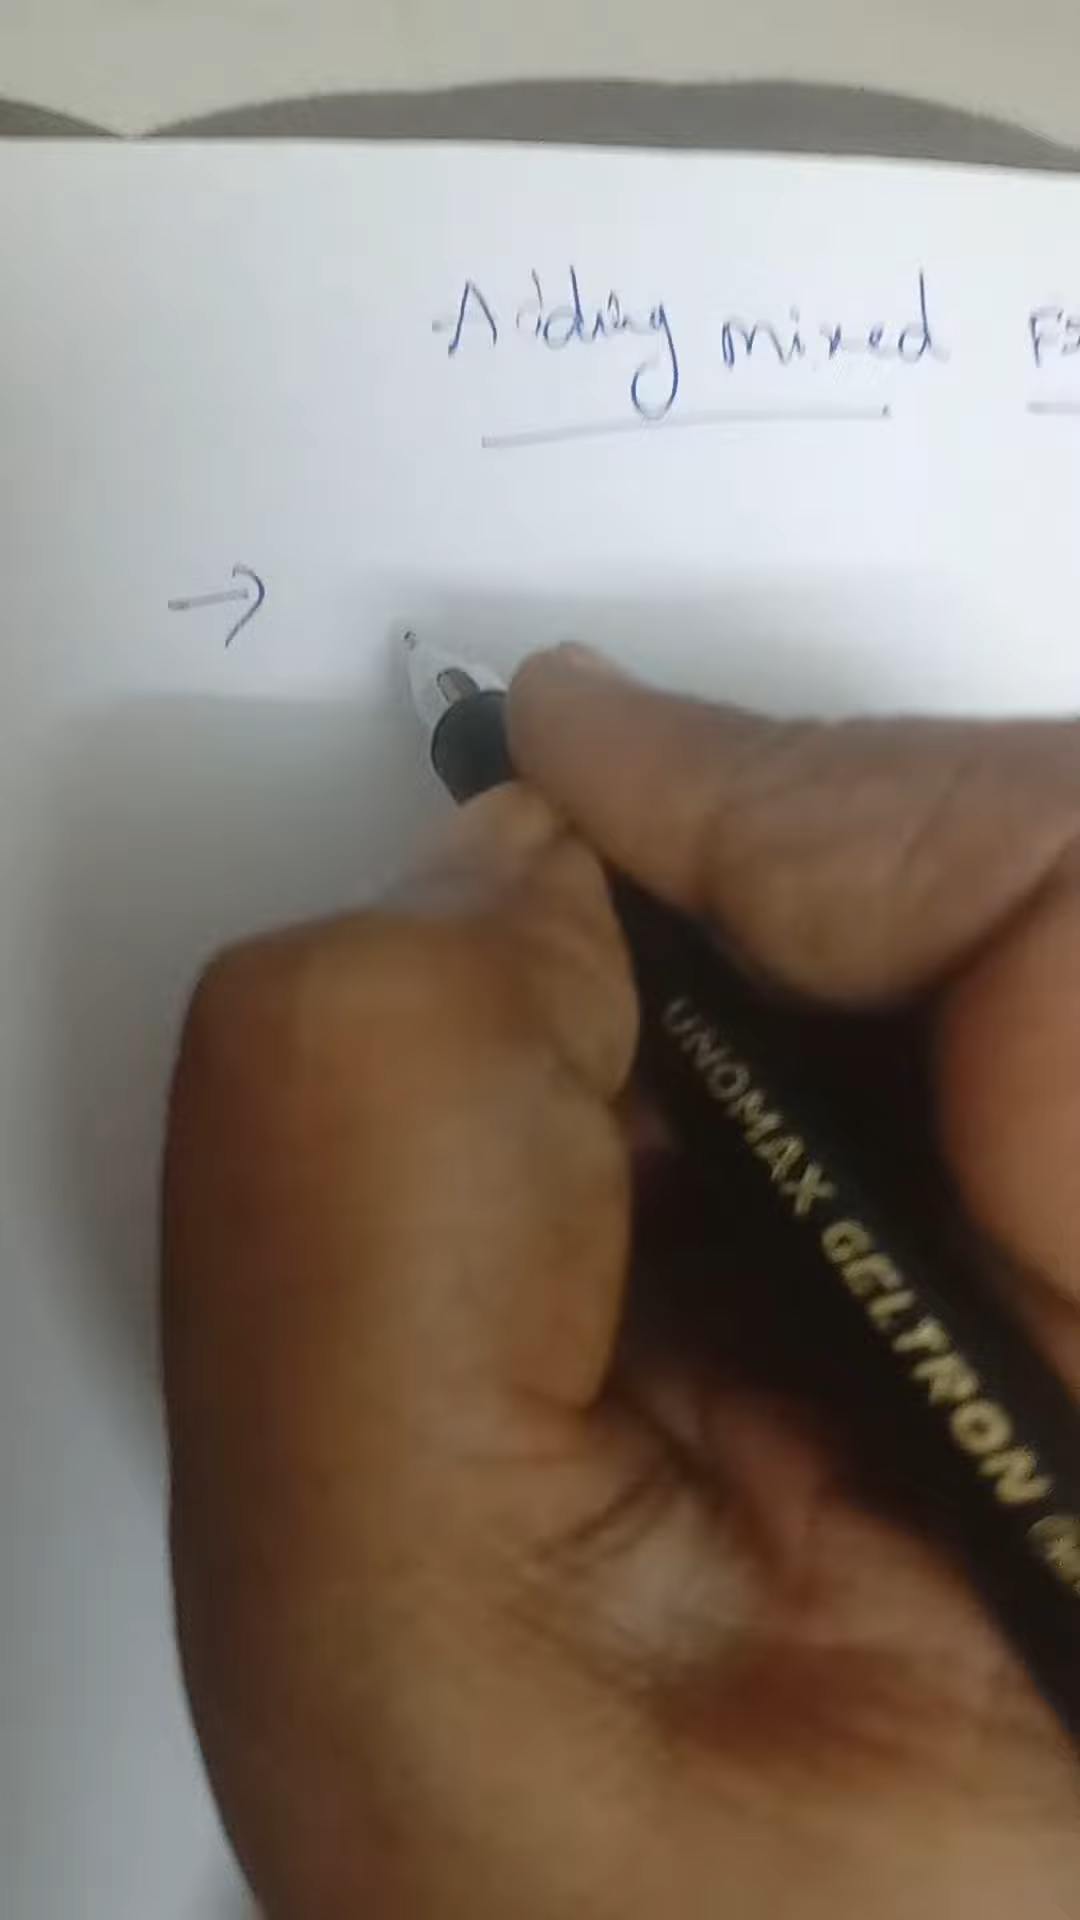 Adding mixed
→
UNOMAX GELTRON